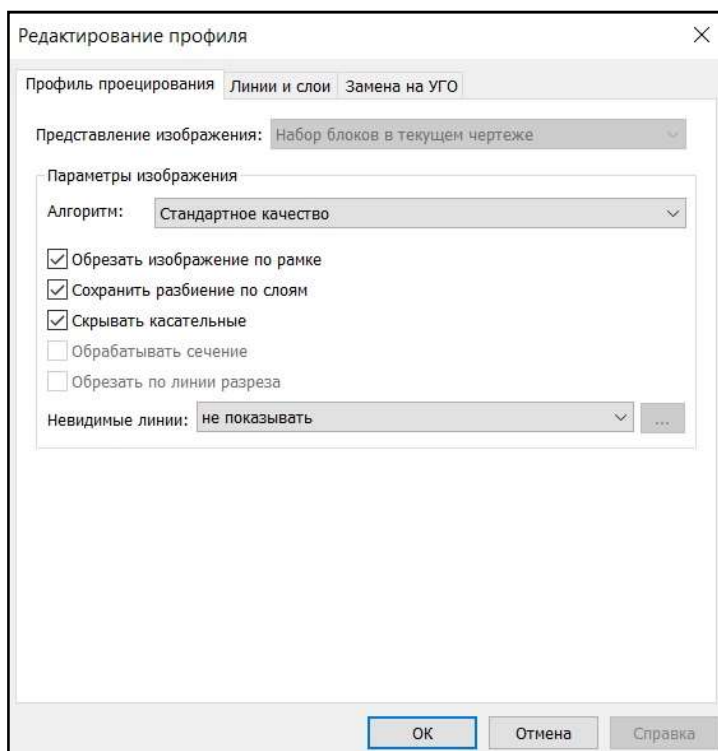 Редактирование профиля
Профиль проецирования Линии и слои Замена на УГО
Представление изображения: Набор блоков в текущем чертеже
Параметры изображения
Алгоритм: Стандартное качество
Обрезать изображение по рамке
Сохранить разбиение по слоям
Скрывать касательные
Обрабатывать сечение
Обрезать по линии разреза
Невидимые линии: не показывать ...
ОК Отмена Справка